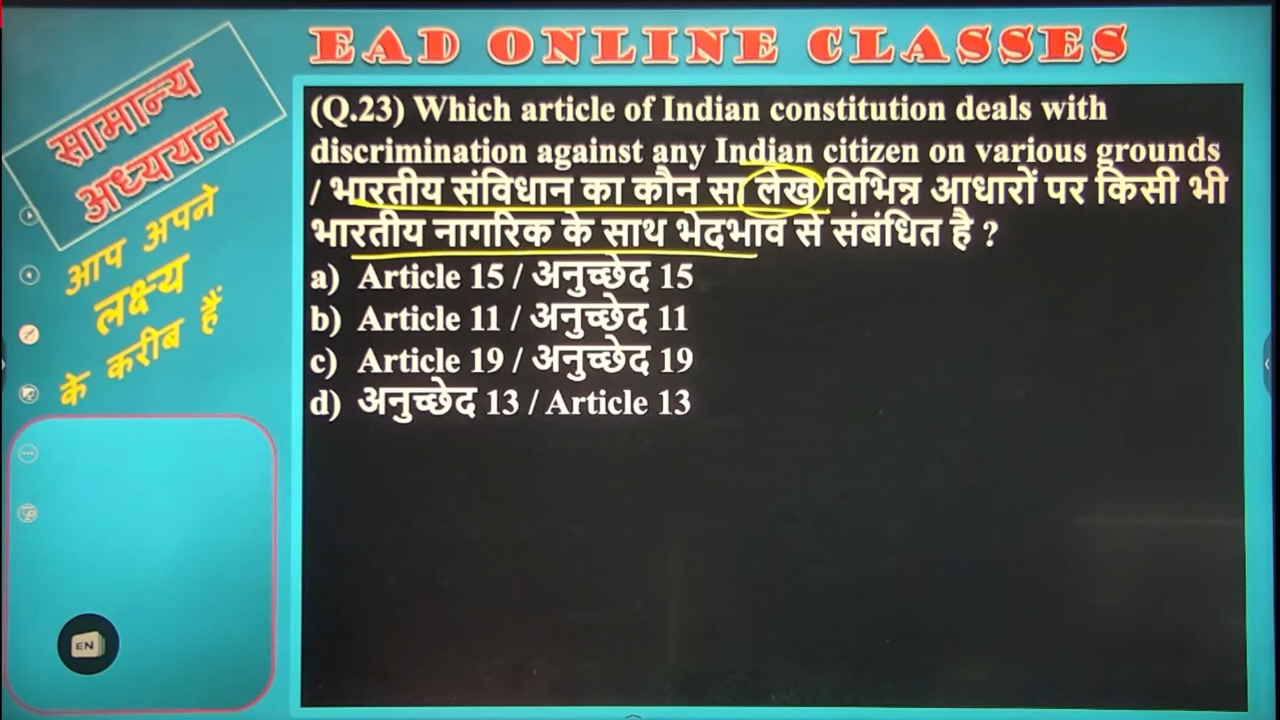 EAD ONLINE CLASSES
सामान्य
अध्ययन
आप अपने
लक्ष्य
के करीब हैं
(Q.23) Which article of Indian constitution deals with
discrimination against any Indian citizen on various grounds
/ भारतीय संविधान का कौन सा लेख विभिन्न आधारों पर किसी भी
भारतीय नागरिक के साथ भेदभाव से संबंधित है ?
a) Article 15 / अनुच्छेद 15
b) Article 11 / अनुच्छेद 11
c) Article 19 / अनुच्छेद 19
d) अनुच्छेद 13 / Article 13
EN